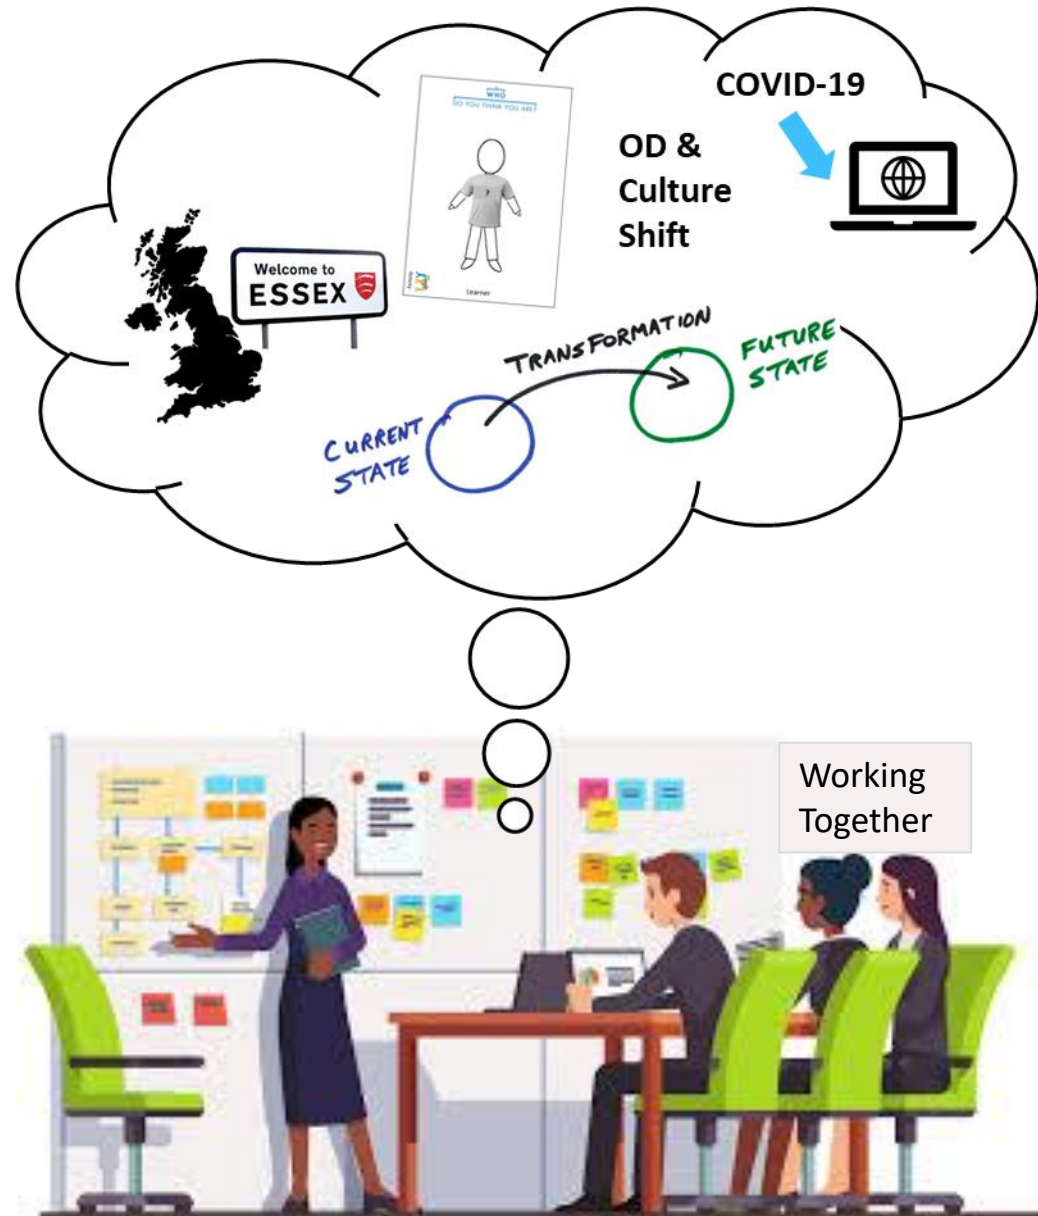 COVID-19
WHO
DO YOU THINK YOU ARE?
OD &
Culture
Shift
Welcome to
ESSEX
?
Learner
TRANSFORMATION
FUTURE
STATE
CURRENT
STATE
Working
Together